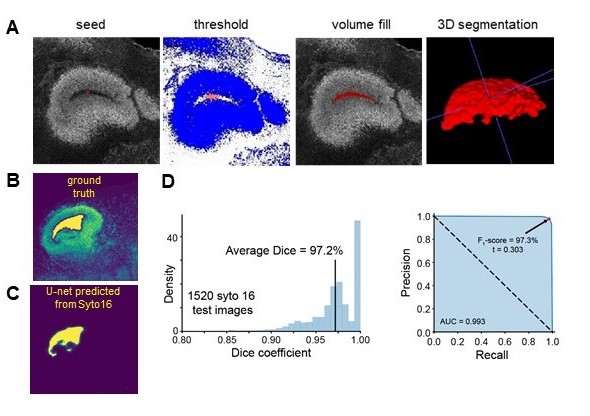 A
seed
threshold
volume fill
3D segmentation
B
ground
truth
C
U-net predicted
from Syto16
D
Density
40
20
0
Average Dice = 97.2%
1520 syto 16
test images
0.80
0.85
0.90
0.95
1.00
Dice coefficient
Precision
1.0
0.8
0.6
0.4
0.2
0.0
F1-score = 97.3%
t = 0.303
AUC = 0.993
0.0
0.2
0.4
0.6
0.8
1.0
Recall